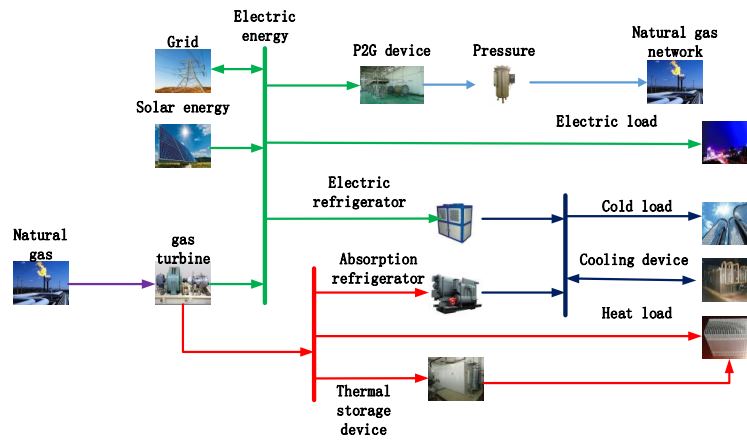 Electric
energy
Grid
P2G device
Pressure
Natural gas
network
Solar energy
Electric load
Electric
refrigerator
Cold load
Natural
gas
gas
turbine
Absorption
refrigerator
Cooling device
Heat load
Thermal
storage
device